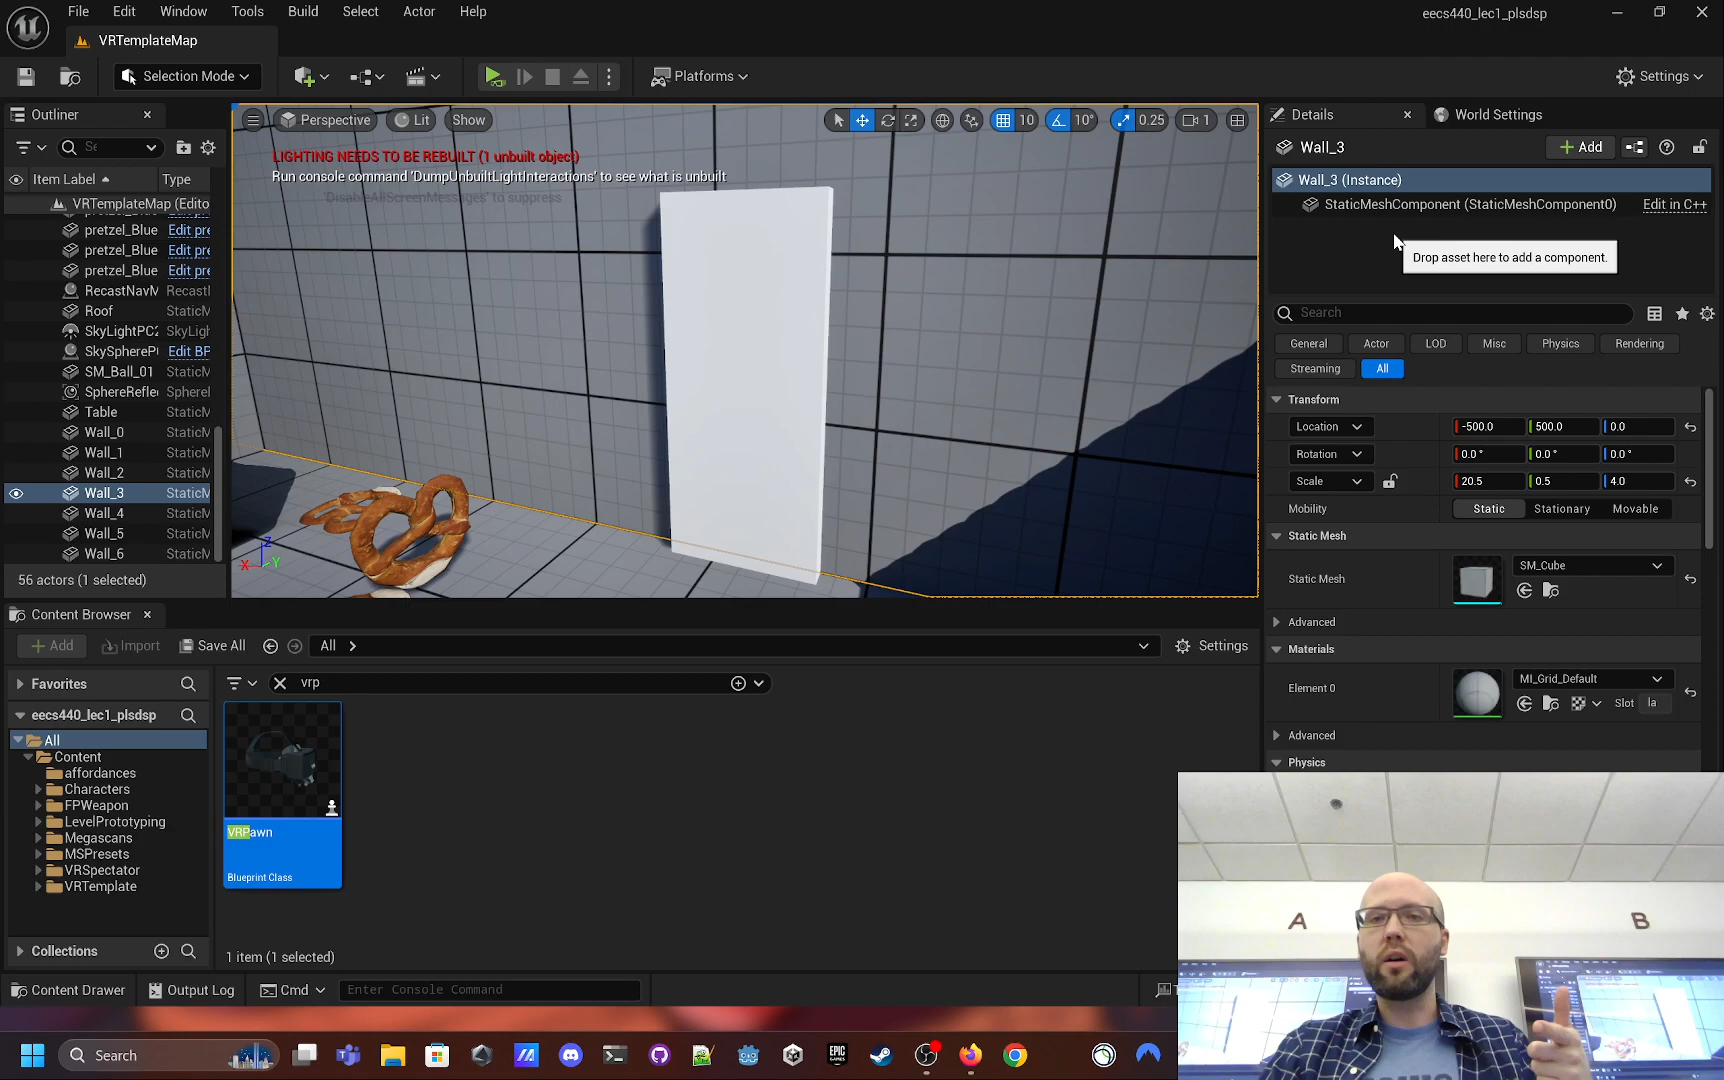 File Edit Window Tools Build Select Actor Help
eecs440_lec1_plsdsp
VRTemplateMap
Selection Mode
Platforms
Settings
Outliner
Item Label Type
VRTemplateMap (Edito
pretzel_Blue Edit pre
pretzel_Blue Edit pre
pretzel_Blue Edit pre
RecastNavM Recast
Roof StaticM
SkyLightPC2 SkyLigh
SkySphereP Edit BP
SM_Ball_01 StaticM
SphereRefle SphereI
Table StaticM
Wall_0 StaticM
Wall_1 StaticM
Wall_2 StaticM
Wall_3 StaticM
Wall_4 StaticM
Wall_5 StaticM
Wall_6 StaticM
56 actors (1 selected)
Perspective Lit Show
10 10° 0.25 1
LIGHTING NEEDS TO BE REBUILT (1 unbuilt object)
Run console command 'DumpUnbuiltLightInteractions' to see what is unbuilt
'DisableAllScreenMessages' to suppress
X Y Z
Details World Settings
Wall_3
Add
Wall_3 (Instance)
StaticMeshComponent (StaticMeshComponent0) Edit in C++
Drop asset here to add a component.
Search
General Actor LOD Misc Physics Rendering
Streaming All
Transform
Location -500.0 500.0 0.0
Rotation 0.0° 0.0° 0.0°
Scale 20.5 0.5 4.0
Mobility Static Stationary Movable
Static Mesh
Static Mesh SM_Cube
Advanced
Materials
Element 0 MI_Grid_Default
Slot la
Advanced
Physics
Content Browser
Add Import Save All All Settings
Favorites
vrp
eecs440_lec1_plsdsp
All
Content
affordances
Characters
FPWeapon
LevelPrototyping
Megascans
MSPresets
VRSpectator
VRTemplate
VRPawn
Blueprint Class
Collections
1 item (1 selected)
Content Drawer Output Log Cmd Enter Console Command
A B
Search
EPIC GAMES